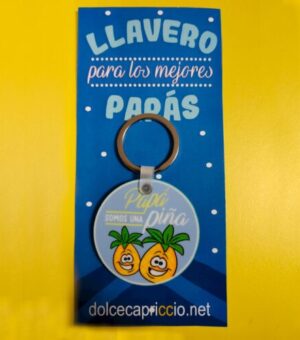 LLAVERO
para los mejores
PAPÁS
Papá
SOMOS UNA
piña
dolcecapriccio.net